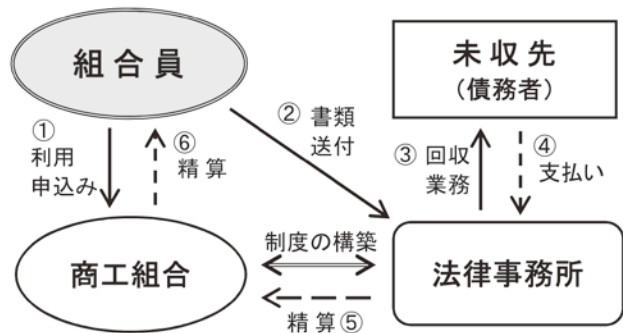 組合員
未収先
(債務者)
①
利用
申込み
⑥
精算
② 書類
送付
③ 回収
業務
④
支払い
商工組合
制度の構築
精算⑤
法律事務所